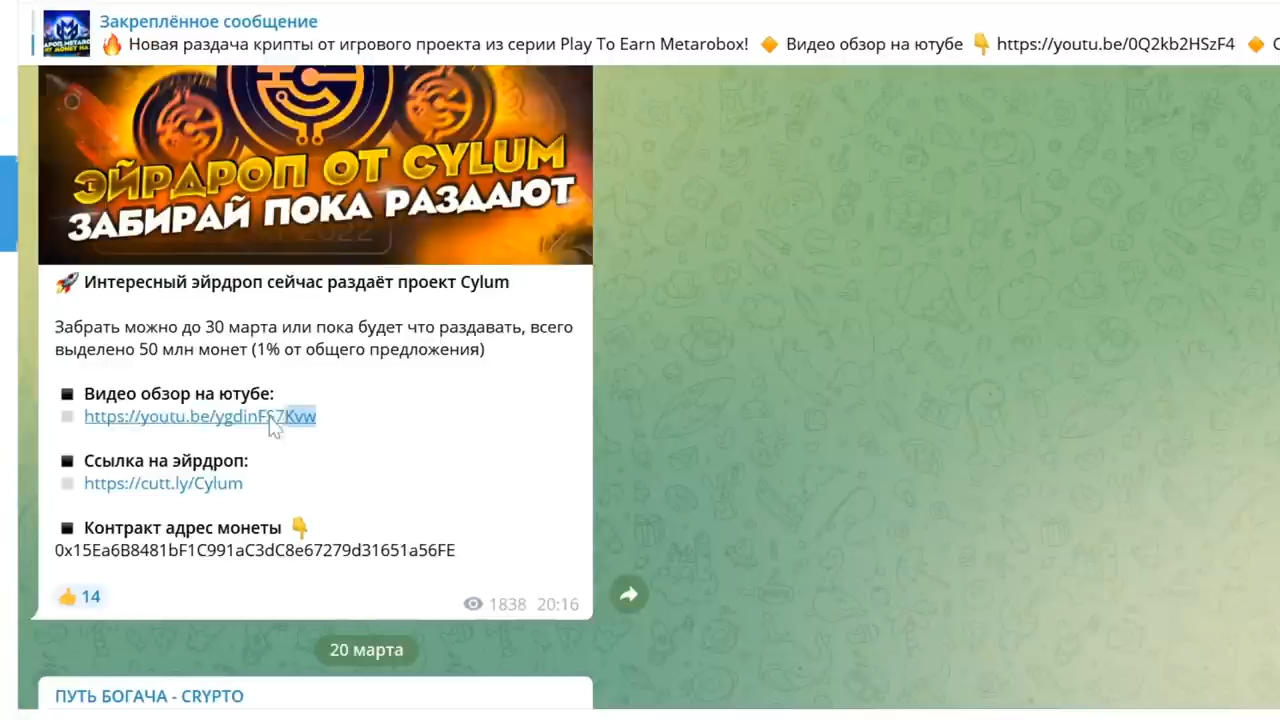 Закреплённое сообщение
🔥 Новая раздача крипты от игрового проекта из серии Play To Earn Metarobox! 🔸 Видео обзор на ютубе 👇 https://youtu.be/0Q2kb2HSzF4 🔸
ЭЙРДРОП ОТ CYLUM
ЗАБИРАЙ ПОКА РАЗДАЮТ
2022
🚀 Интересный эйрдроп сейчас раздаёт проект Cylum
Забрать можно до 30 марта или пока будет что раздавать, всего
выделено 50 млн монет (1% от общего предложения)
◾ Видео обзор на ютубе:
◽ https://youtu.be/ygdinFS7Kvw
◾ Ссылка на эйрдроп:
◽ https://cutt.ly/Cylum
◾ Контракт адрес монеты 👇
0x15Ea6B8481bF1C991aC3dC8e67279d31651a56FE
👍 14
1838 20:16
20 марта
ПУТЬ БОГАЧА - CRYPTO